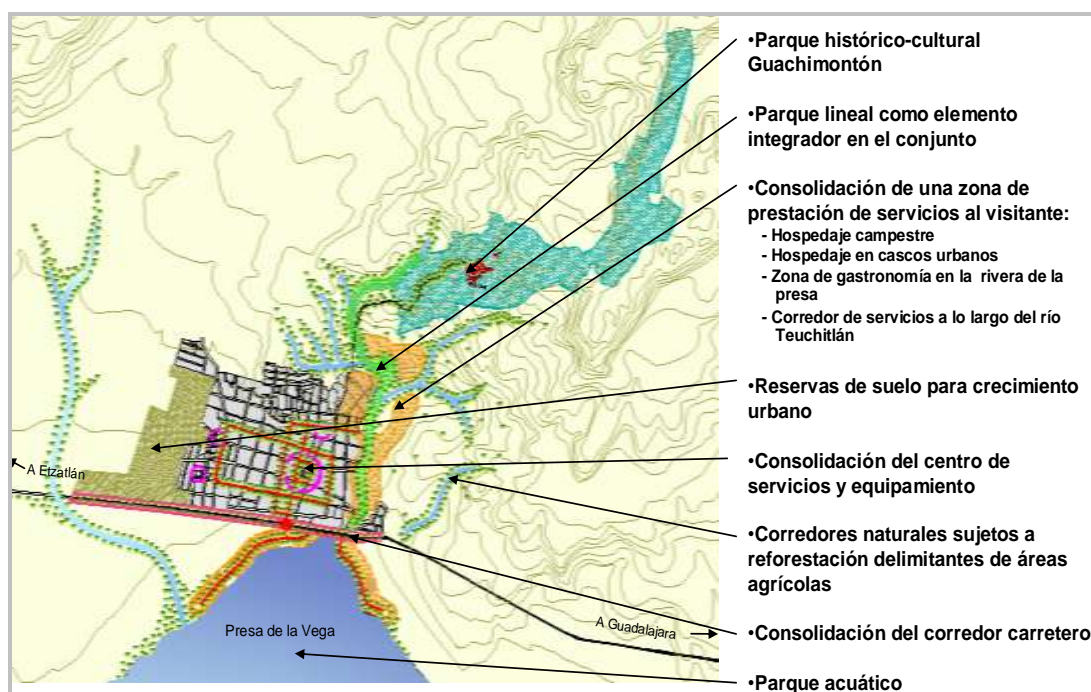 •Parque histórico-cultural
Guachimontón
•Parque lineal como elemento
integrador en el conjunto
•Consolidación de una zona de
prestación de servicios al visitante:
- Hospedaje campestre
- Hospedaje en cascos urbanos
- Zona de gastronomía en la rivera de la
presa
- Corredor de servicios a lo largo del río
Teuchitlán
•Reservas de suelo para crecimiento
urbano
•Consolidación del centro de
servicios y equipamiento
•Corredores naturales sujetos a
reforestación delimitantes de áreas
agrícolas
•Consolidación del corredor carretero
•Parque acuático
A Etzatlán
Presa de la Vega
A Guadalajara